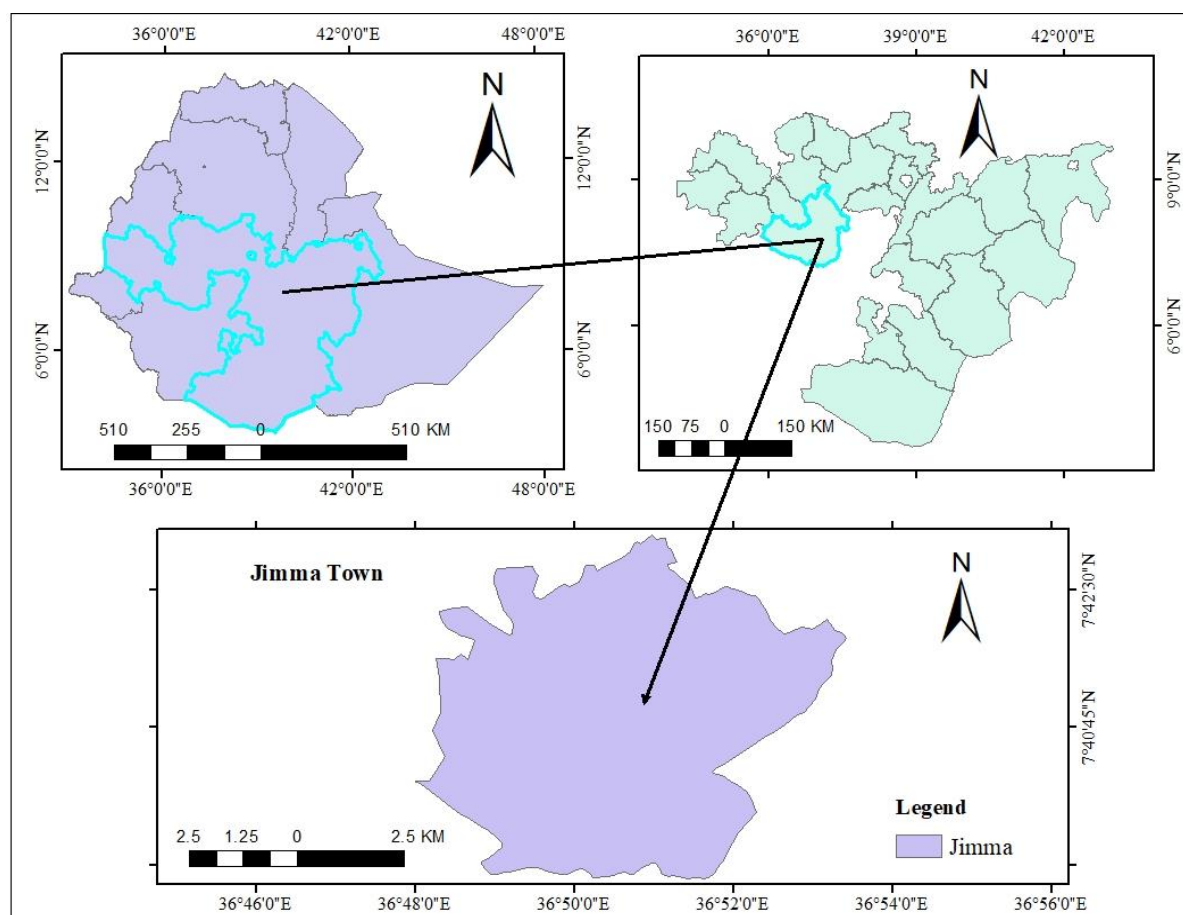 36°0'0"E 42°0'0"E 48°0'0"E
N
12°0'0"N 12°0'0"N
6°0'0"N 6°0'0"N
510 255 0 510 KM
36°0'0"E 42°0'0"E 48°0'0"E
36°0'0"E 39°0'0"E 42°0'0"E
N
9°0'0"N
6°0'0"N
150 75 0 150 KM
Jimma Town
N
7°42'30"N
7°40'45"N
Legend
Jimma
2.5 1.25 0 2.5 KM
36°46'0"E 36°48'0"E 36°50'0"E 36°52'0"E 36°54'0"E 36°56'0"E